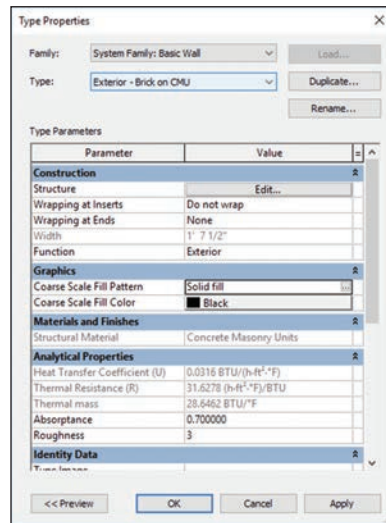 Type Properties
Family: System Family: Basic Wall Load...
Type: Exterior - Brick on CMU Duplicate...
Rename...
Type Parameters
Parameter Value =
Construction
Structure Edit...
Wrapping at Inserts Do not wrap
Wrapping at Ends None
Width 1' 7 1/2"
Function Exterior
Graphics
Coarse Scale Fill Pattern Solid fill
Coarse Scale Fill Color Black
Materials and Finishes
Structural Material Concrete Masonry Units
Analytical Properties
Heat Transfer Coefficient (U) 0.0316 BTU/(h·ft²·°F)
Thermal Resistance (R) 31.6278 (h·ft²·°F)/BTU
Thermal mass 28.6462 BTU/°F
Absorptance 0.700000
Roughness 3
Identity Data
Type Image
<< Preview OK Cancel Apply